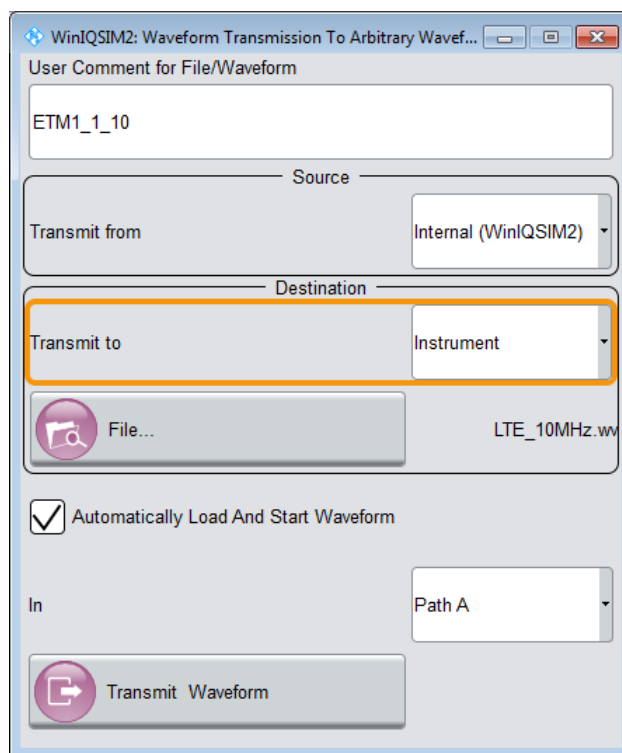 WinIQSIM2: Waveform Transmission To Arbitrary Wavef...
User Comment for File/Waveform
ETM1_1_10
Source
Transmit from
Internal (WinIQSIM2)
Destination
Transmit to
Instrument
File...
LTE_10MHz.wv
Automatically Load And Start Waveform
In
Path A
Transmit Waveform